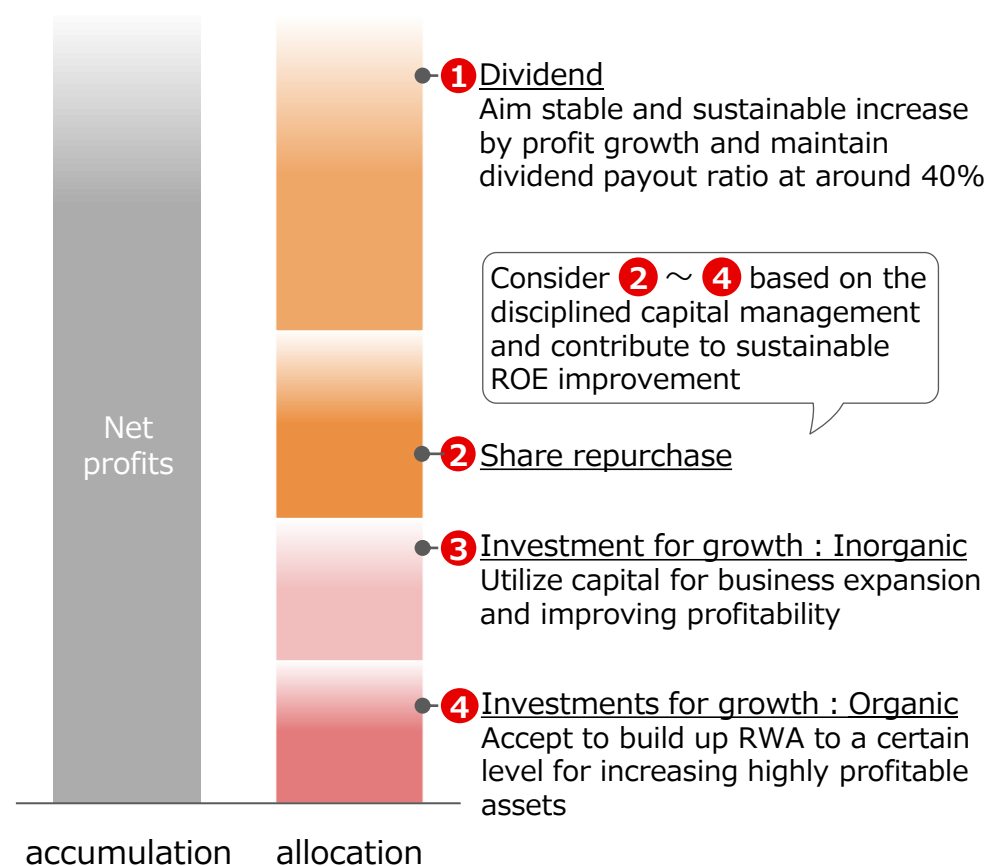 1 Dividend
Aim stable and sustainable increase
by profit growth and maintain
dividend payout ratio at around 40%
Consider 2 ～ 4 based on the
disciplined capital management
and contribute to sustainable
ROE improvement
Net
profits
2 Share repurchase
3 Investment for growth : Inorganic
Utilize capital for business expansion
and improving profitability
4 Investments for growth : Organic
Accept to build up RWA to a certain
level for increasing highly profitable
assets
accumulation allocation